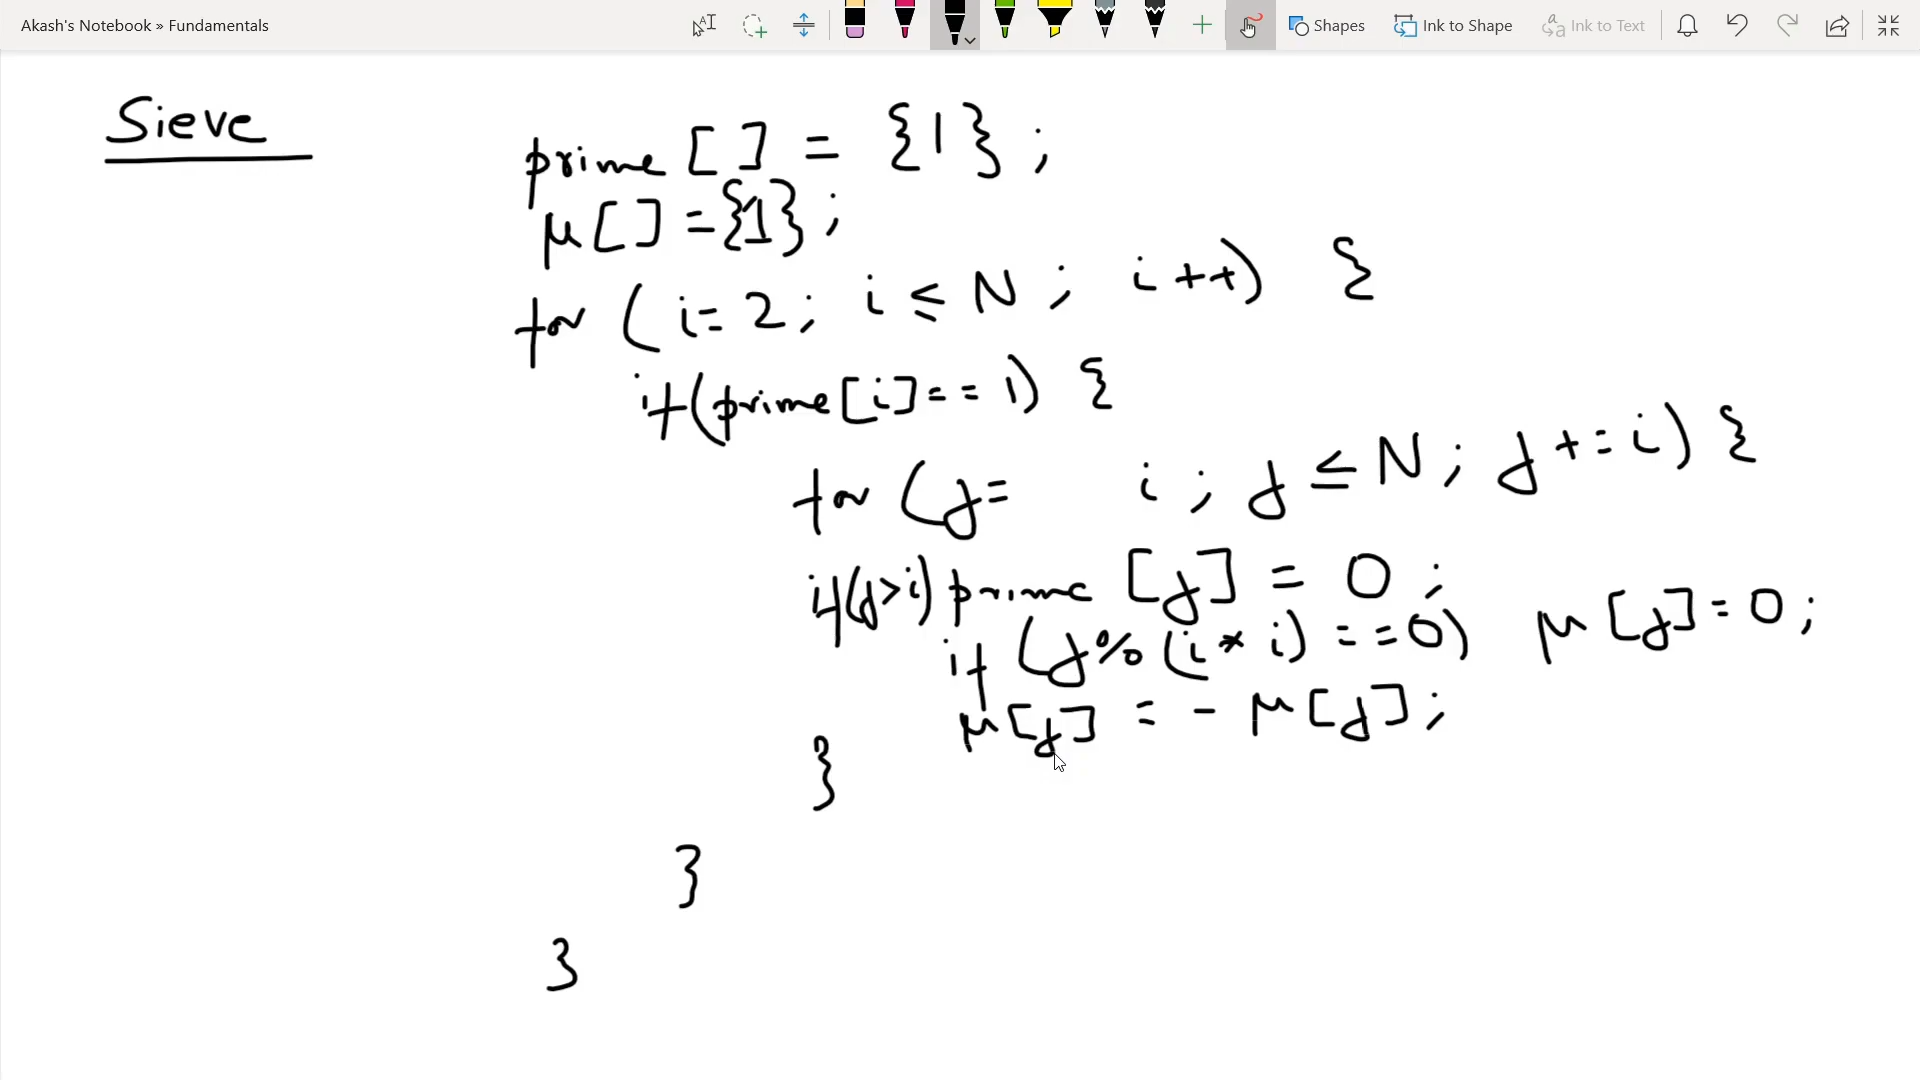 Akash's Notebook » Fundamentals
Shapes
Ink to Shape
Ink to Text
Sieve
prime [ ] = {1} ;
μ[ ] = {1} ;
for ( i = 2 ; i ≤ N ; i ++) {
if (prime [i] == 1) {
for (j = i ; j ≤ N ; j += i) {
if (j>i) prime [j] = 0 ;
if (j % (i * i) == 0) μ [j] = 0 ;
μ[j] = - μ[j] ;
}
}
}